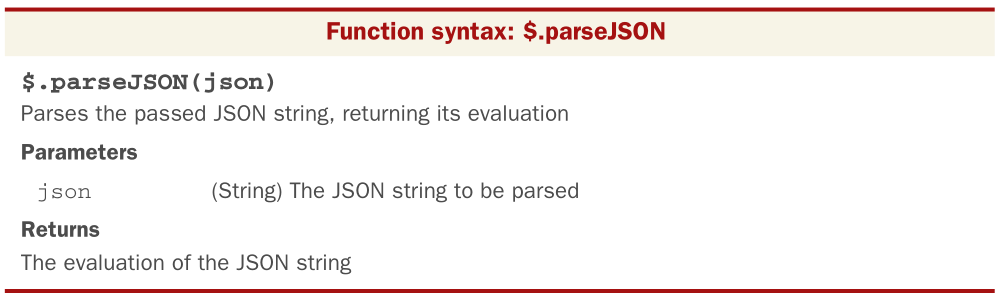 Function syntax: $.parseJSON
$.parseJSON(json)
Parses the passed JSON string, returning its evaluation
Parameters
json (String) The JSON string to be parsed
Returns
The evaluation of the JSON string